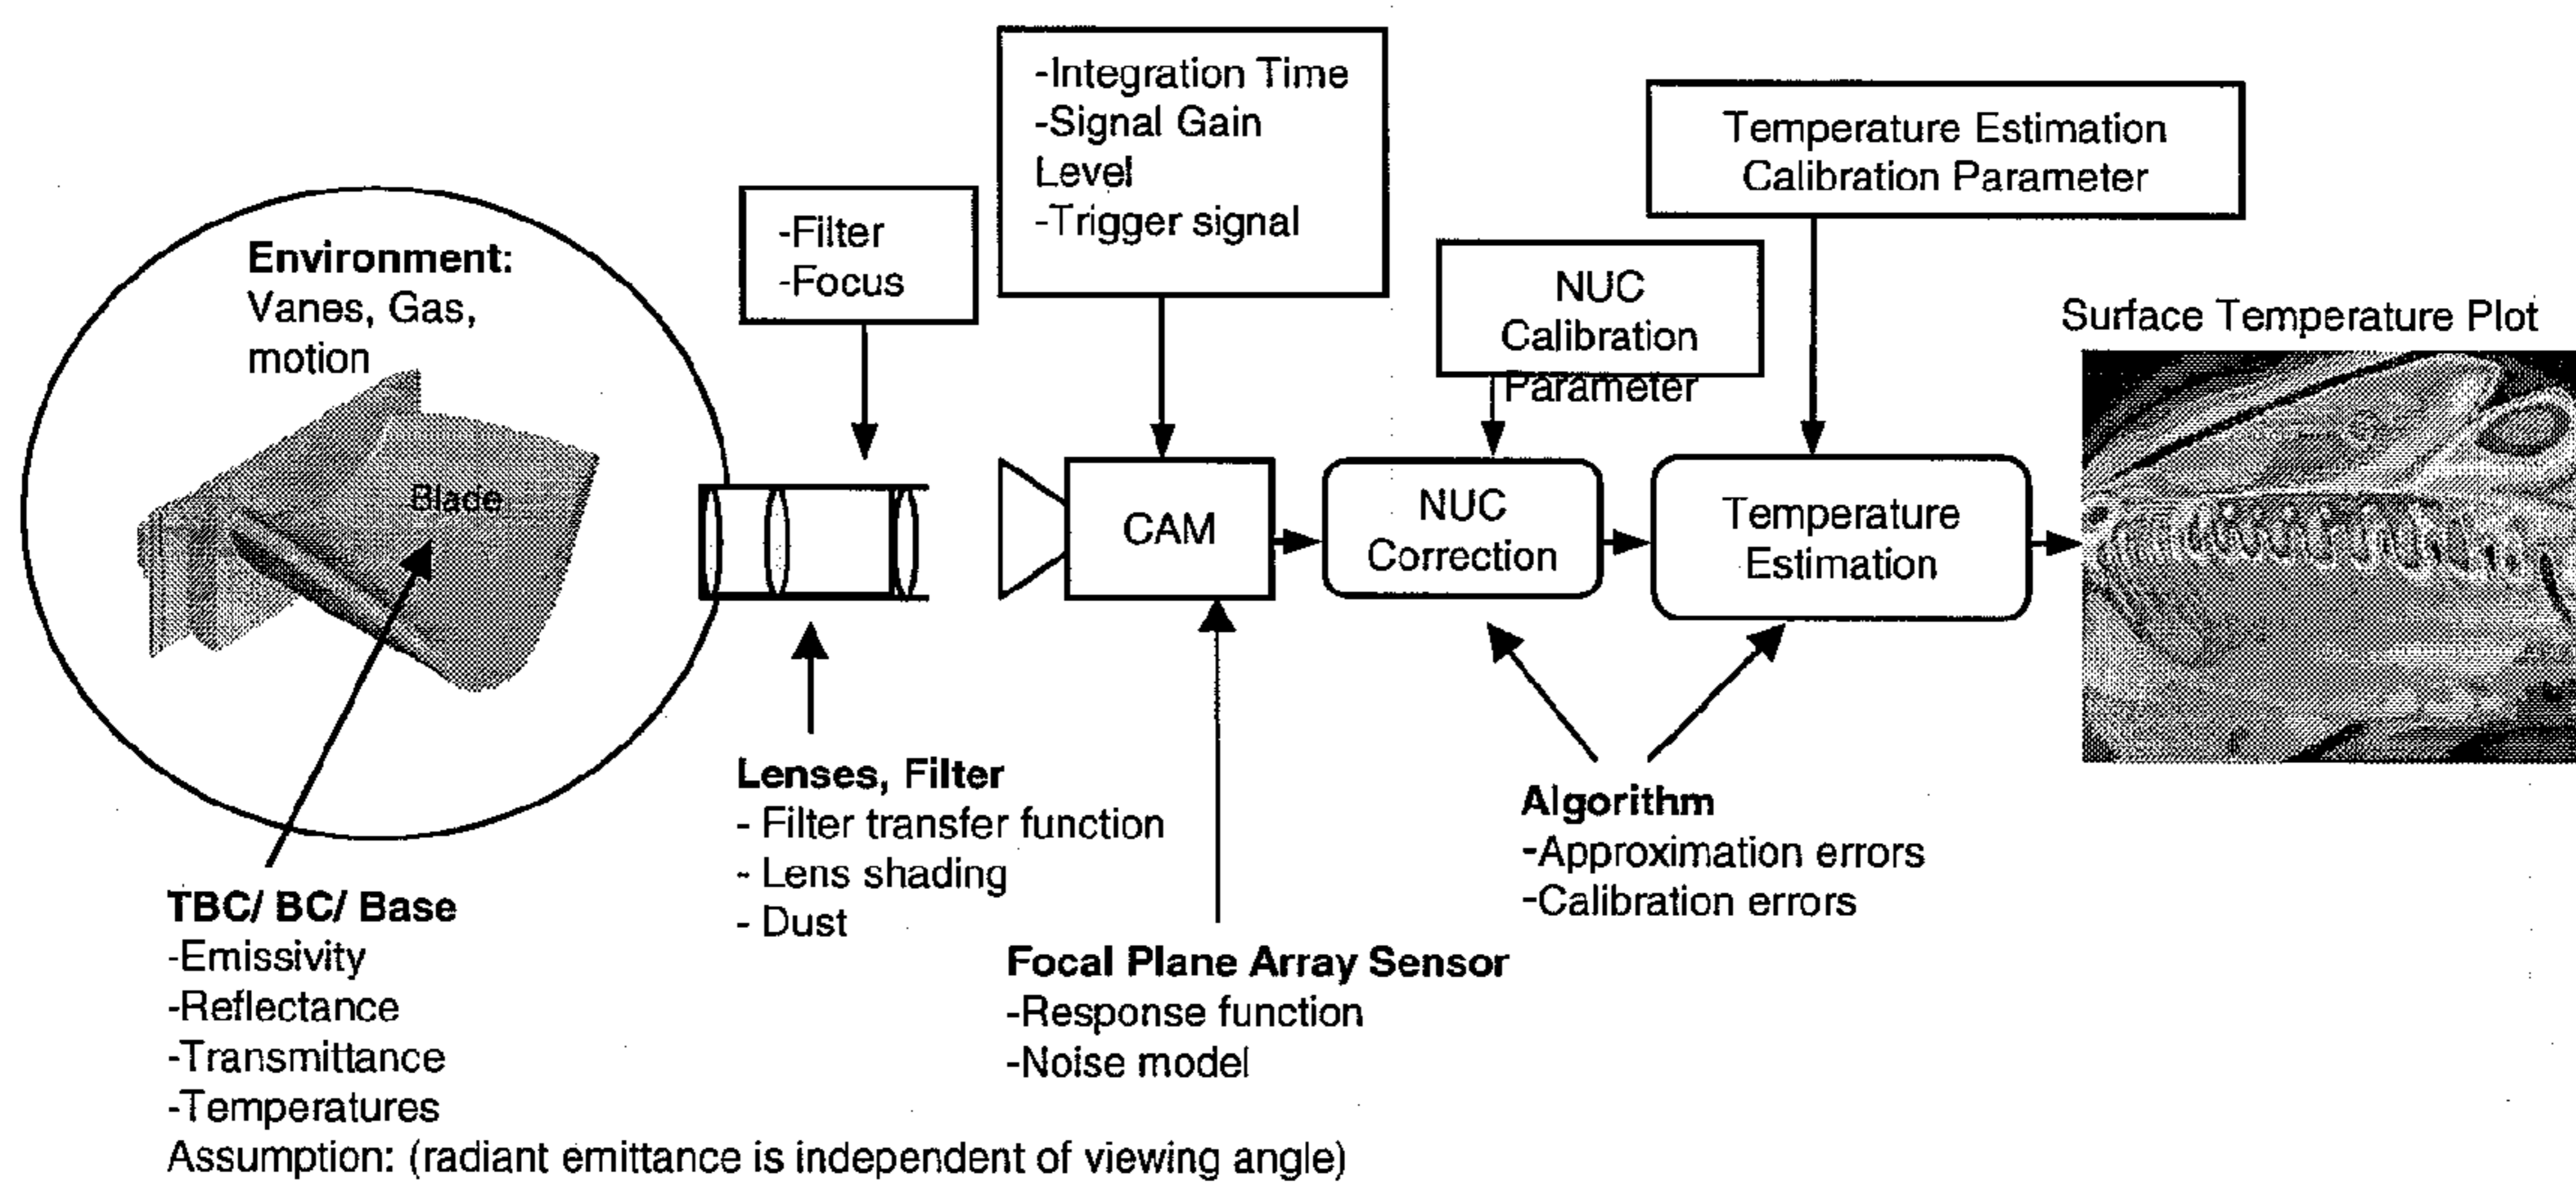 -Integration Time
-Signal Gain
Level
-Trigger signal
Temperature Estimation
Calibration Parameter
-Filter
-Focus
Environment:
Vanes, Gas,
motion
NUC
Calibration
Parameter
Surface Temperature Plot
Blade
CAM
NUC
Correction
Temperature
Estimation
Lenses, Filter
- Filter transfer function
- Lens shading
- Dust
Algorithm
-Approximation errors
-Calibration errors
TBC/ BC/ Base
-Emissivity
-Reflectance
-Transmittance
-Temperatures
Assumption: (radiant emittance is independent of viewing angle)
Focal Plane Array Sensor
-Response function
-Noise model